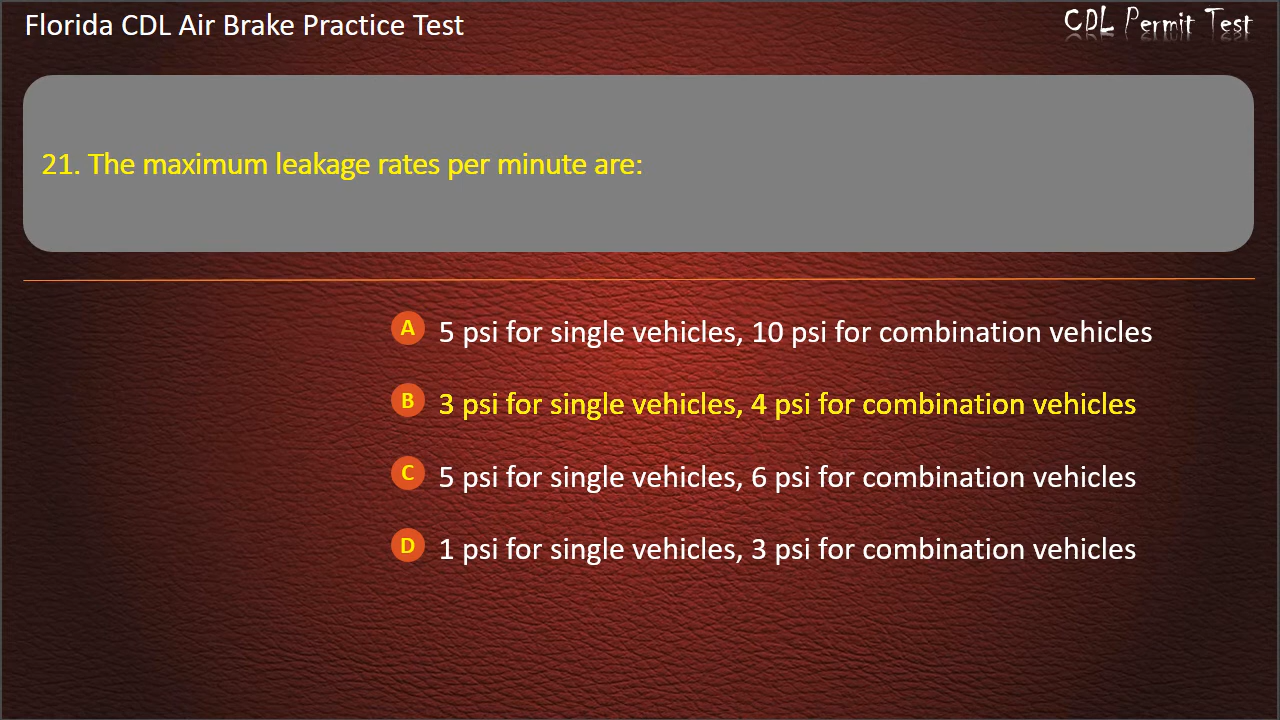 Florida CDL Air Brake Practice Test
CDL Permit Test
21. The maximum leakage rates per minute are:
A 5 psi for single vehicles, 10 psi for combination vehicles
B 3 psi for single vehicles, 4 psi for combination vehicles
C 5 psi for single vehicles, 6 psi for combination vehicles
D 1 psi for single vehicles, 3 psi for combination vehicles